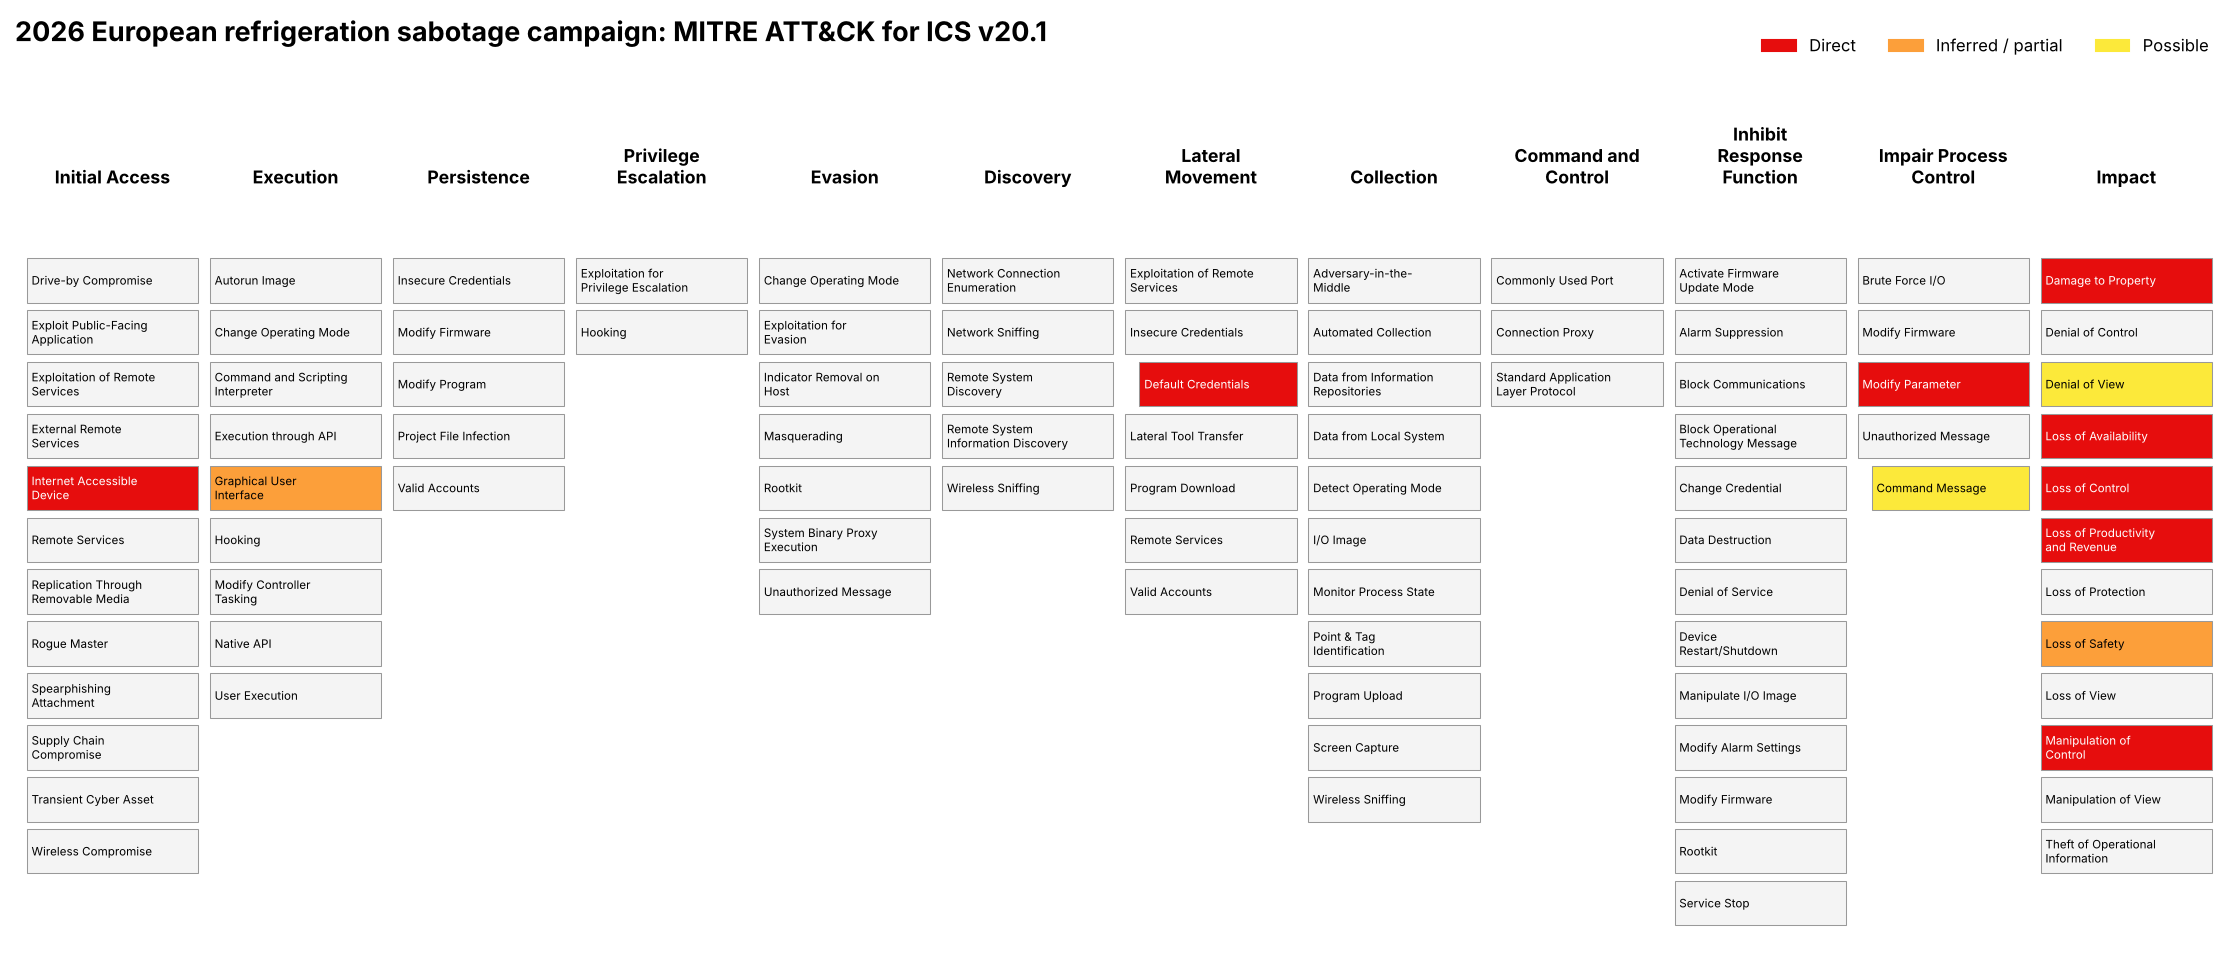 2026 European refrigeration sabotage campaign: MITRE ATT&CK for ICS v20.1
Direct
Inferred / partial
Possible
Initial Access
Drive-by Compromise
Exploit Public-Facing
Application
Exploitation of Remote
Services
External Remote
Services
Internet Accessible
Device
Remote Services
Replication Through
Removable Media
Rogue Master
Spearphishing
Attachment
Supply Chain
Compromise
Transient Cyber Asset
Wireless Compromise
Execution
Autorun Image
Change Operating Mode
Command and Scripting
Interpreter
Execution through API
Graphical User
Interface
Hooking
Modify Controller
Tasking
Native API
User Execution
Persistence
Insecure Credentials
Modify Firmware
Modify Program
Project File Infection
Valid Accounts
Privilege
Escalation
Exploitation for
Privilege Escalation
Hooking
Evasion
Change Operating Mode
Exploitation for
Evasion
Indicator Removal on
Host
Masquerading
Rootkit
System Binary Proxy
Execution
Unauthorized Message
Discovery
Network Connection
Enumeration
Network Sniffing
Remote System
Discovery
Remote System
Information Discovery
Wireless Sniffing
Lateral
Movement
Exploitation of Remote
Services
Insecure Credentials
Default Credentials
Lateral Tool Transfer
Program Download
Remote Services
Valid Accounts
Collection
Adversary-in-the-
Middle
Automated Collection
Data from Information
Repositories
Data from Local System
Detect Operating Mode
I/O Image
Monitor Process State
Point & Tag
Identification
Program Upload
Screen Capture
Wireless Sniffing
Command and
Control
Commonly Used Port
Connection Proxy
Standard Application
Layer Protocol
Inhibit
Response
Function
Activate Firmware
Update Mode
Alarm Suppression
Block Communications
Block Operational
Technology Message
Change Credential
Data Destruction
Denial of Service
Device
Restart/Shutdown
Manipulate I/O Image
Modify Alarm Settings
Modify Firmware
Rootkit
Service Stop
Impair Process
Control
Brute Force I/O
Modify Firmware
Modify Parameter
Unauthorized Message
Command Message
Impact
Damage to Property
Denial of Control
Denial of View
Loss of Availability
Loss of Control
Loss of Productivity
and Revenue
Loss of Protection
Loss of Safety
Loss of View
Manipulation of
Control
Manipulation of View
Theft of Operational
Information